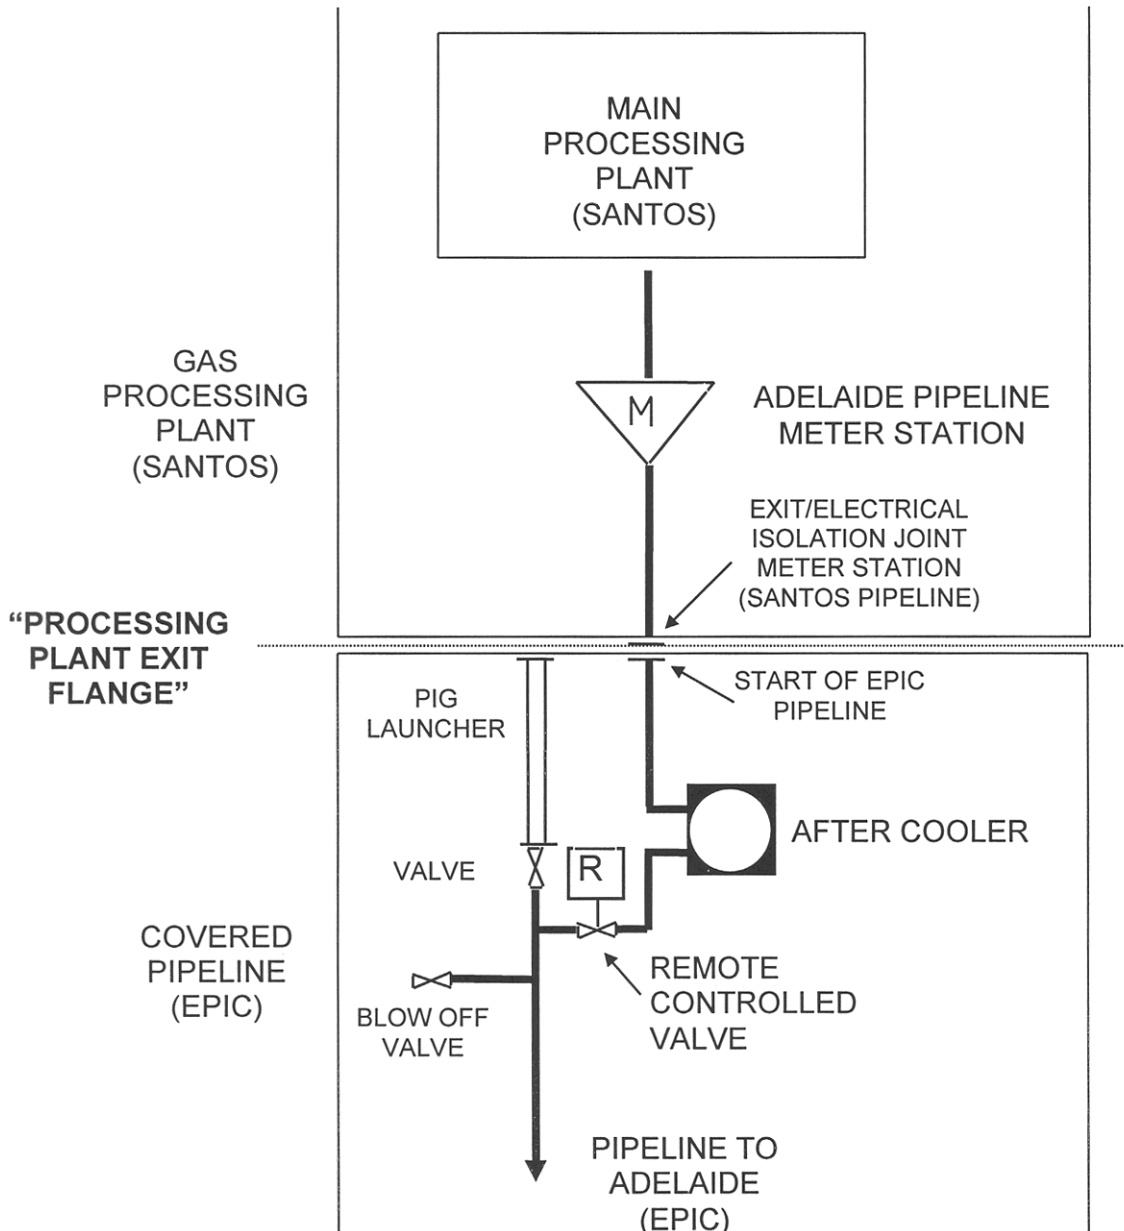 MAIN
PROCESSING
PLANT
(SANTOS)
GAS
PROCESSING
PLANT
(SANTOS)
M
ADELAIDE PIPELINE
METER STATION
EXIT/ELECTRICAL
ISOLATION JOINT
METER STATION
(SANTOS PIPELINE)
“PROCESSING
PLANT EXIT
FLANGE”
PIG
LAUNCHER
START OF EPIC
PIPELINE
AFTER COOLER
VALVE
R
COVERED
PIPELINE
(EPIC)
REMOTE
CONTROLLED
VALVE
BLOW OFF
VALVE
PIPELINE TO
ADELAIDE
(EPIC)